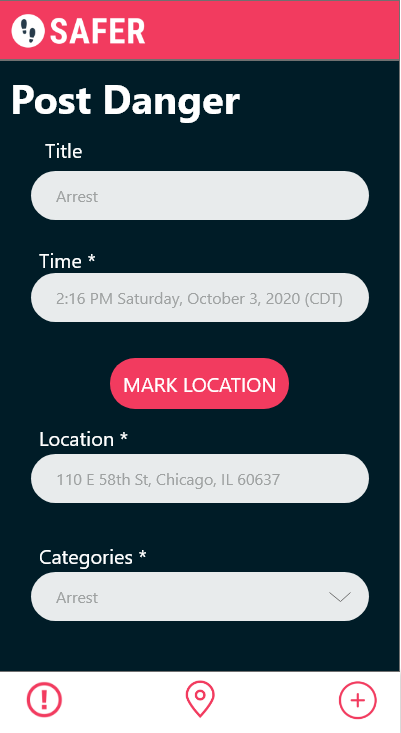 SAFER
Post Danger
Title
Arrest
Time *
2:16 PM Saturday, October 3, 2020 (CDT)
MARK LOCATION
Location *
110 E 58th St, Chicago, IL 60637
Categories *
Arrest